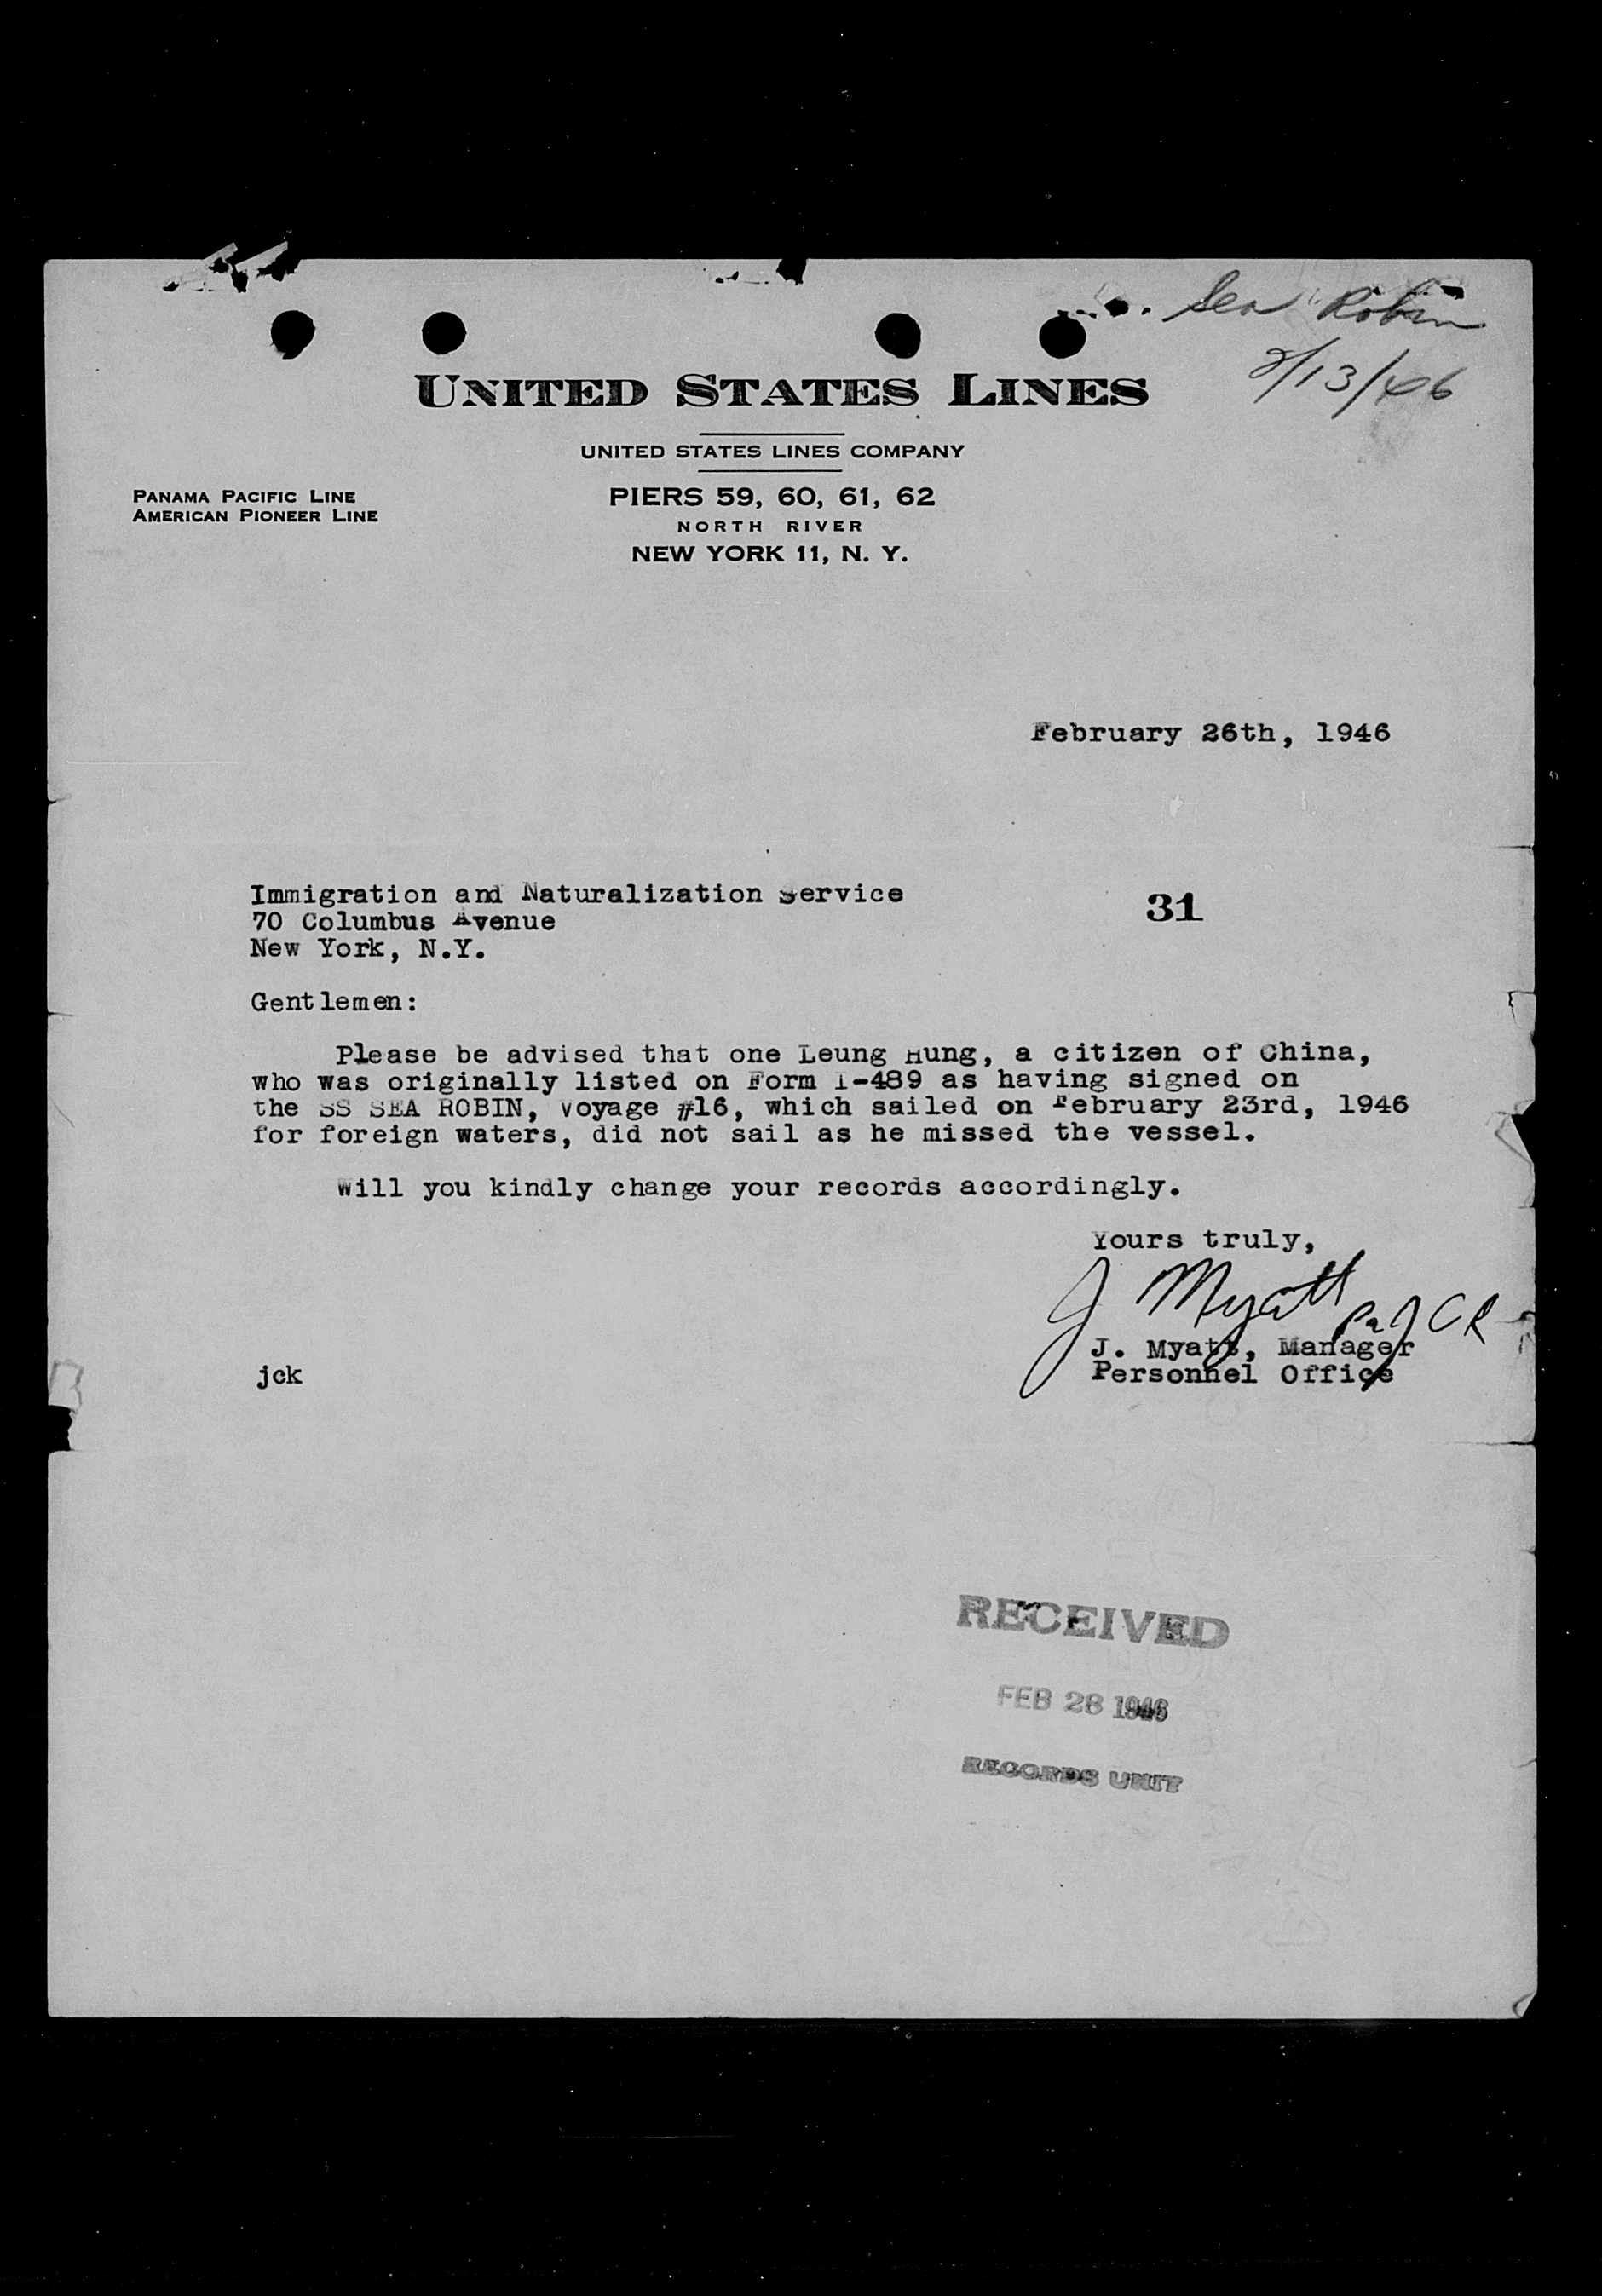 Sea Robin
2/13/46
UNITED STATES LINES
UNITED STATES LINES COMPANY
PANAMA PACIFIC LINE
AMERICAN PIONEER LINE
PIERS 59, 60, 61, 62
NORTH RIVER
NEW YORK 11, N. Y.
February 26th, 1946
Immigration and Naturalization Service
70 Columbus Avenue
New York, N.Y.
31
Gentlemen:
Please be advised that one Leung Hung, a citizen of China,
who was originally listed on Form I-489 as having signed on
the SS SEA ROBIN, Voyage #16, which sailed on February 23rd, 1946
for foreign waters, did not sail as he missed the vessel.
Will you kindly change your records accordingly.
Yours truly,
J Myatt
J. Myatt, Manager
Personnel Office
jck
RECEIVED
FEB 28 1946
RECORDS UNIT